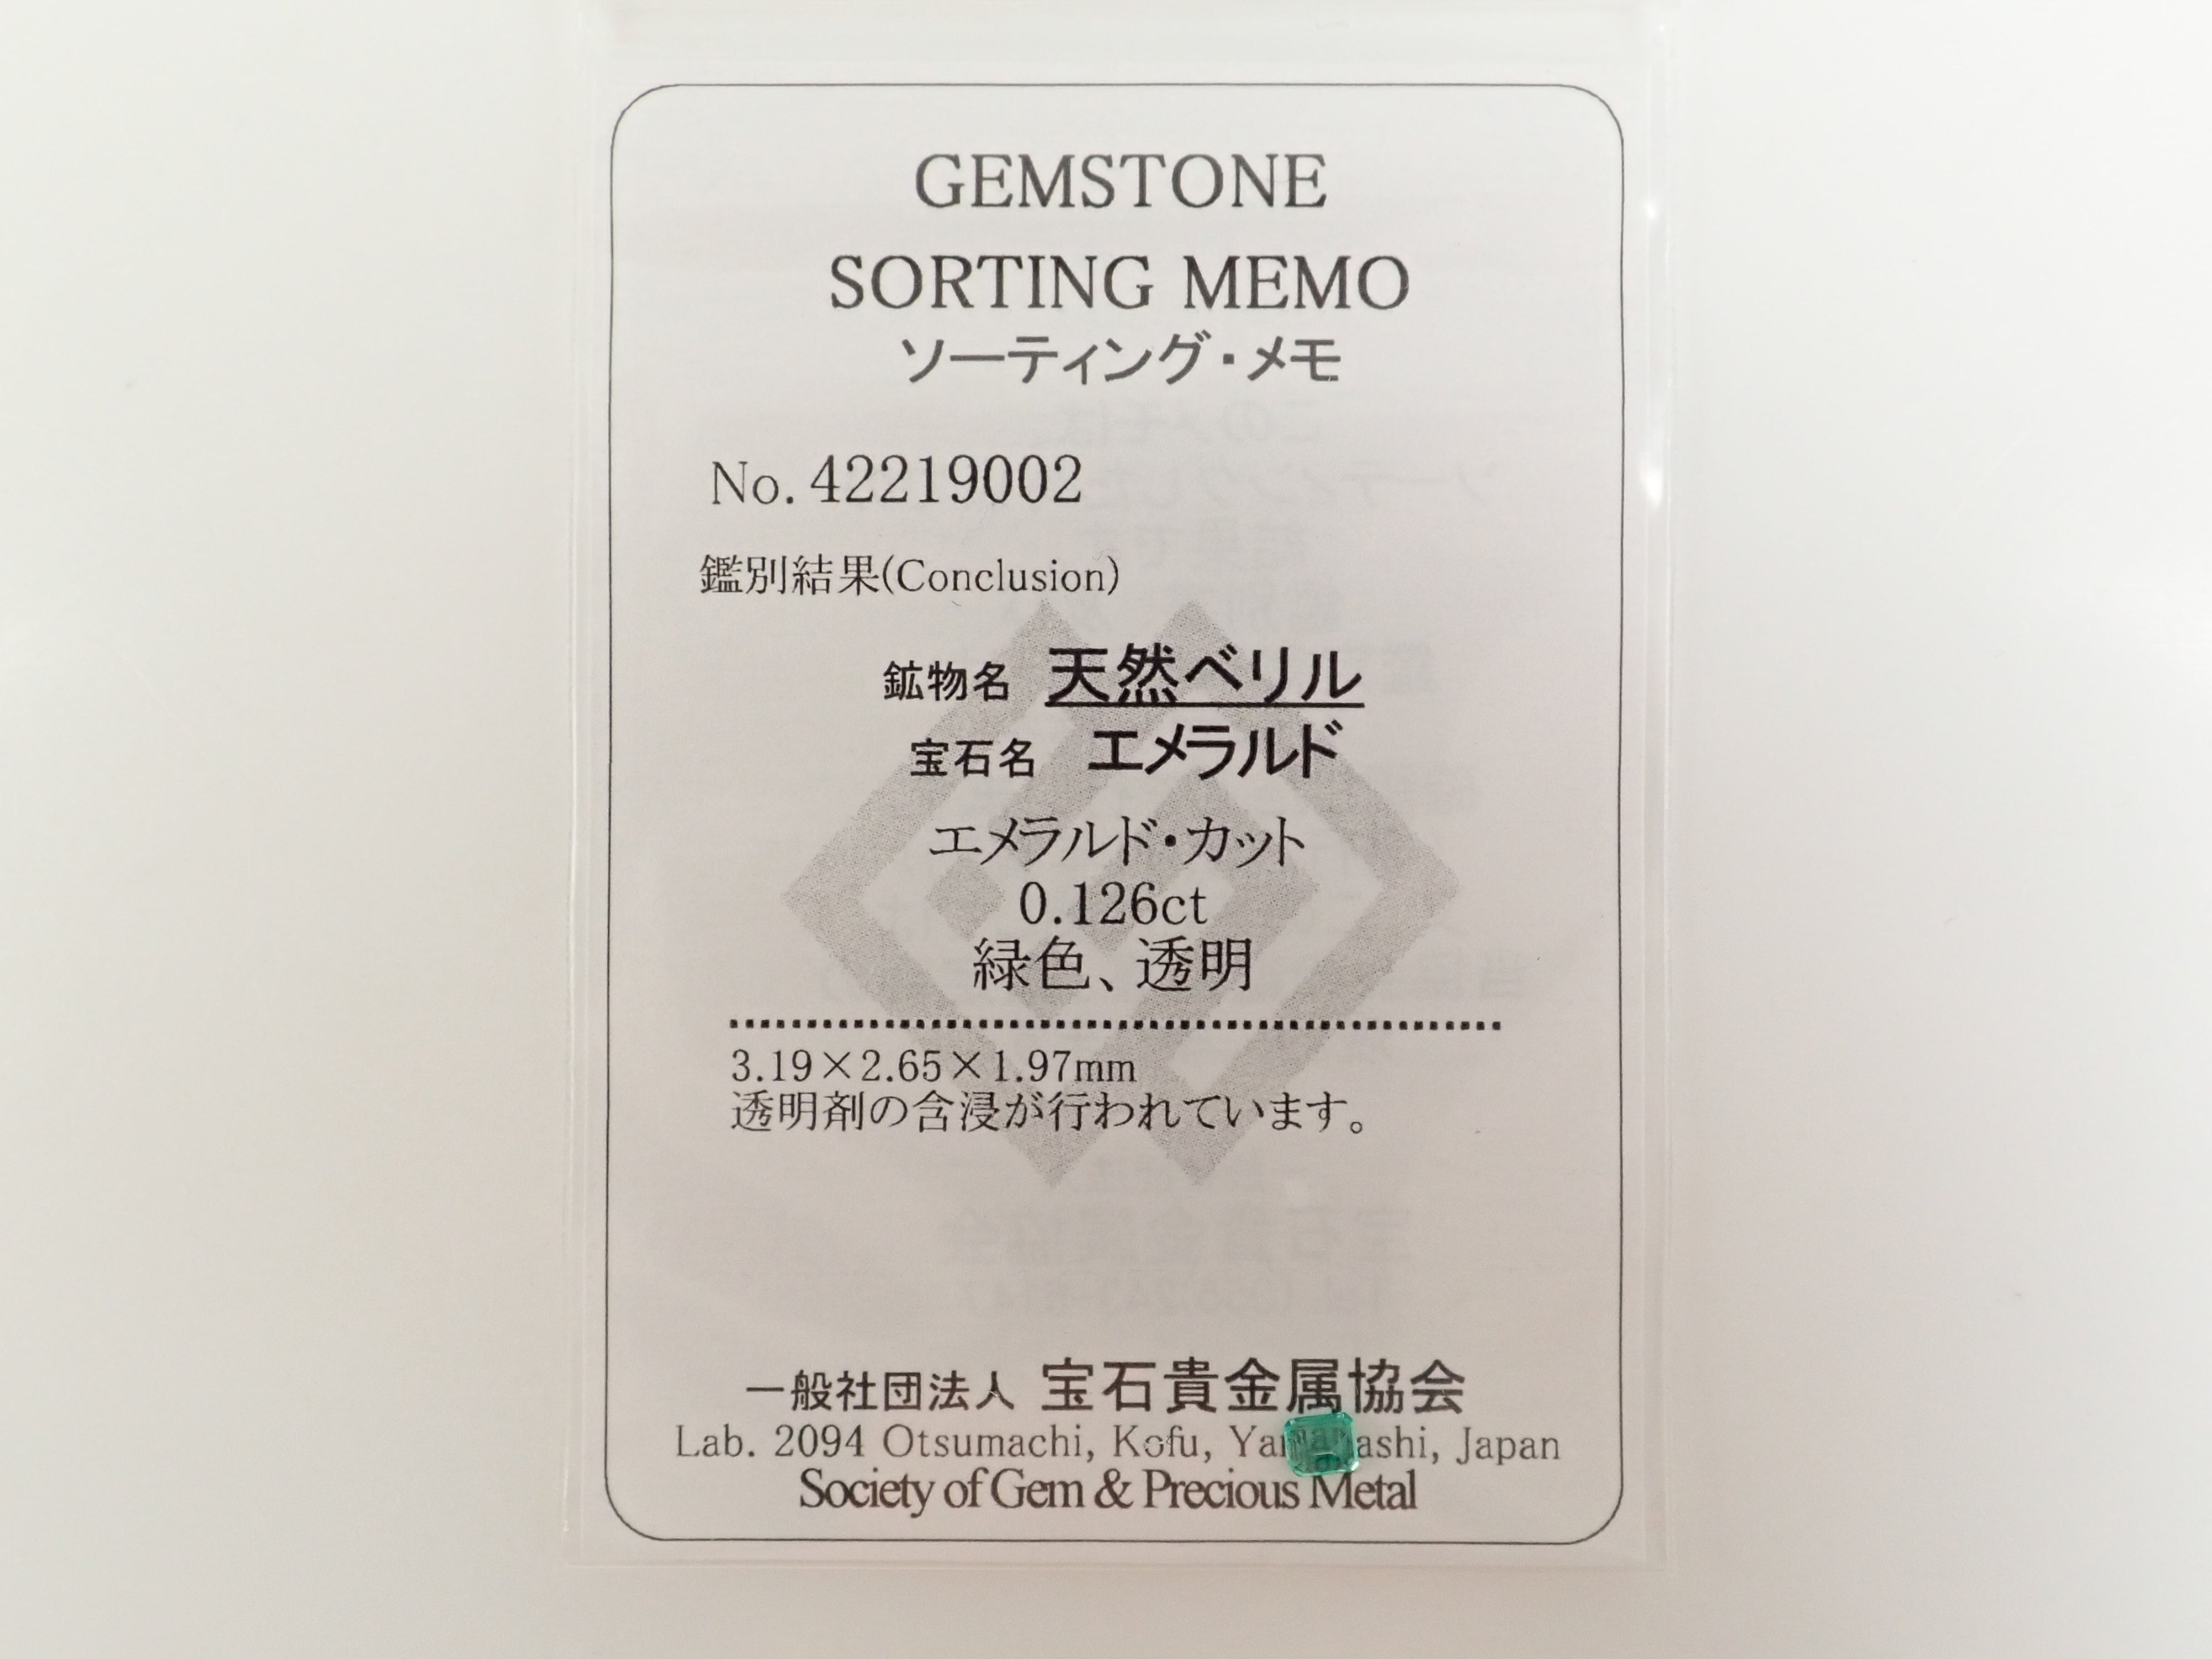 GEMSTONE
SORTING MEMO
ソーティング・メモ
No. 42219002
鑑別結果(Conclusion)
鉱物名 天然ベリル
宝石名 エメラルド
エメラルド・カット
0.126ct
緑色、透明
3.19×2.65×1.97mm
透明剤の含浸が行われています。
一般社団法人 宝石貴金属協会
Lab. 2094 Otsumachi, Kofu, Yamanashi, Japan
Society of Gem & Precious Metal